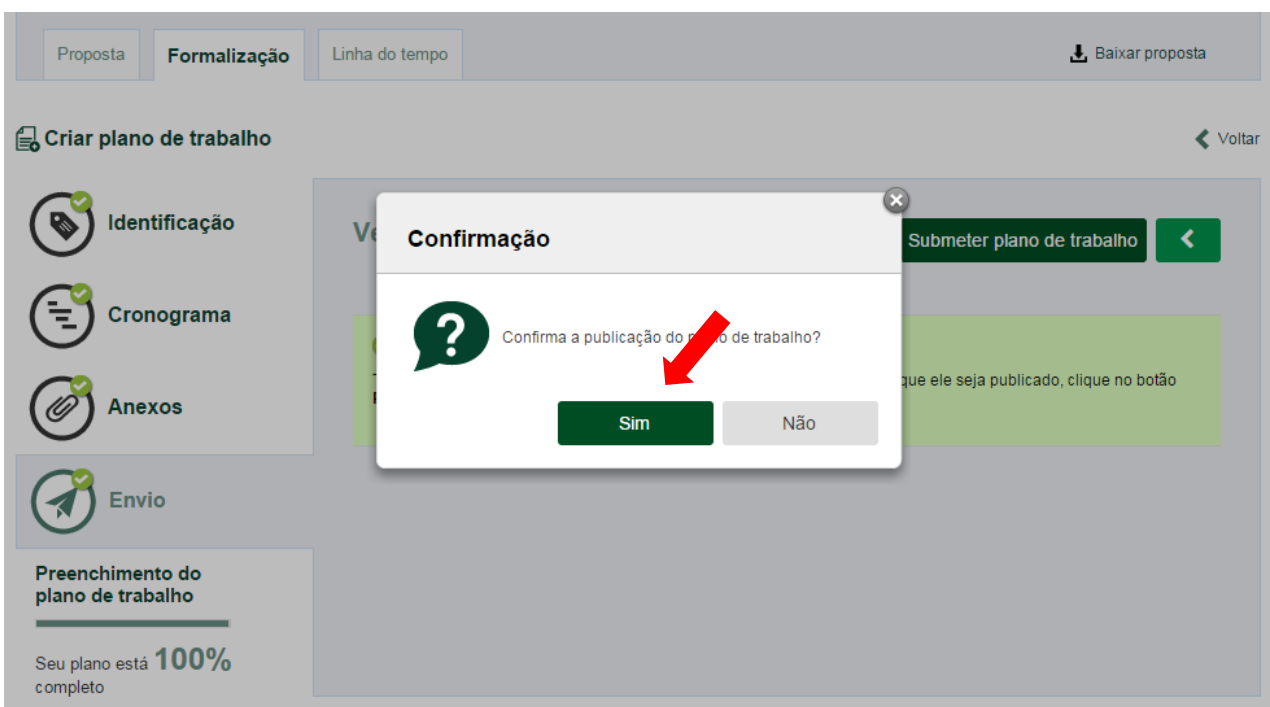 Proposta
Formalização
Linha do tempo
Baixar proposta
Criar plano de trabalho
Voltar
Identificação
Cronograma
Anexos
Envio
Preenchimento do
plano de trabalho
Seu plano está 100%
completo
Submeter plano de trabalho
que ele seja publicado, clique no botão
Confirmação
Confirma a publicação do de trabalho?
Sim
Não